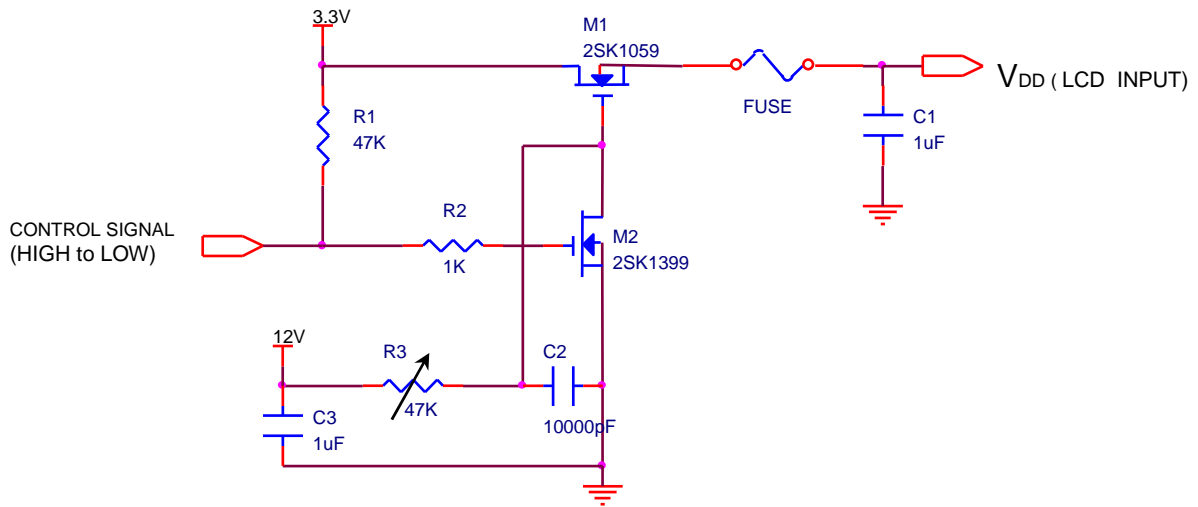 3.3V
M1
2SK1059
FUSE
VDD ( LCD INPUT)
R1
47K
C1
1uF
CONTROL SIGNAL
(HIGH to LOW)
R2
1K
M2
2SK1399
12V
R3
47K
C2
10000pF
C3
1uF